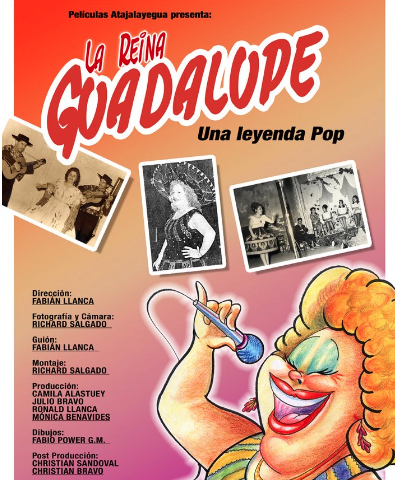 Películas Atajalayegua presenta:
LA REINA
GUADALUPE
Una leyenda Pop
Dirección:
FABIÁN LLANCA
Fotografía y Cámara:
RICHARD SALGADO
Guión:
FABIÁN LLANCA
Montaje:
RICHARD SALGADO
Producción:
CAMILA ALASTUEY
JULIO BRAVO
RONALD LLANCA
MÓNICA BENAVIDES
Dibujos:
FABIO POWER G.M.
Post Producción:
CHRISTIAN SANDOVAL
CHRISTIAN BRAVO